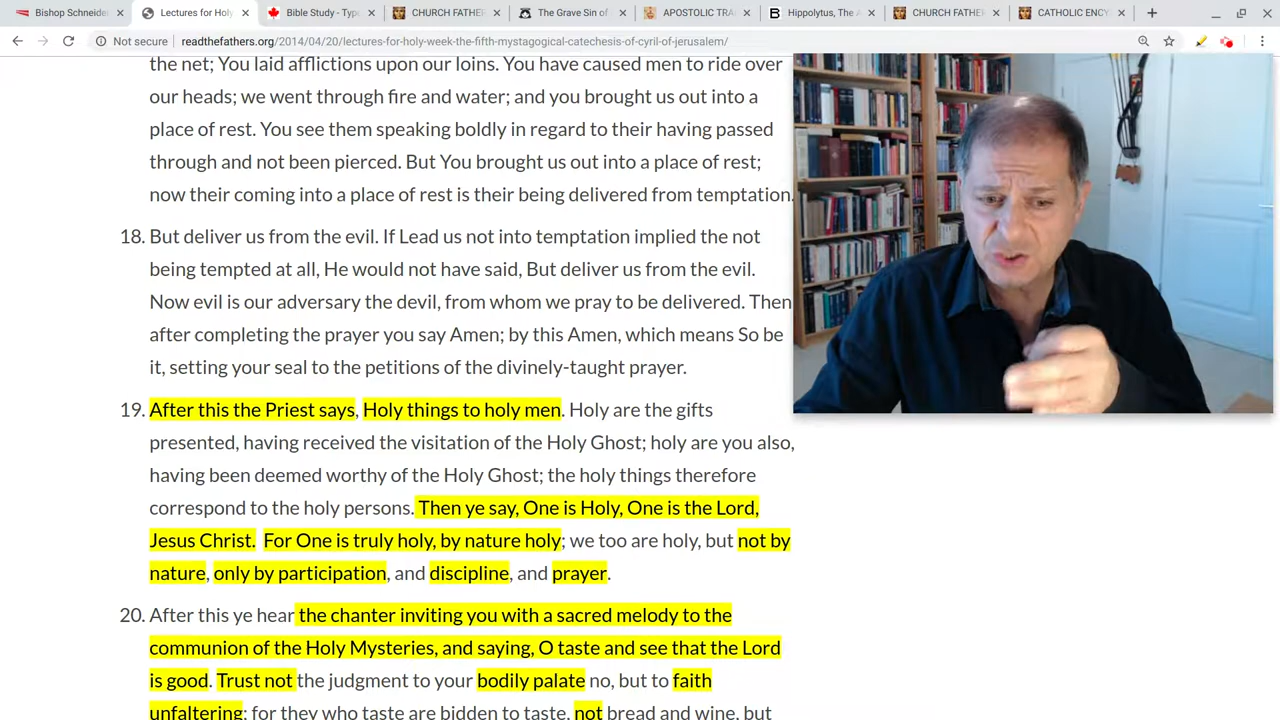 Bishop Schneide
Lectures for Holy
Bible Study - Typ
CHURCH FATHER
The Grave Sin of
APOSTOLIC TRA
Hippolytus, The A
CHURCH FATHE
CATHOLIC ENCY
Not secure
readthefathers.org/2014/04/20/lectures-for-holy-week-the-fifth-mystagogical-catechesis-of-cyril-of-jerusalem/
the net; You laid afflictions upon our loins. You have caused men to ride over
our heads; we went through fire and water; and you brought us out into a
place of rest. You see them speaking boldly in regard to their having passed
through and not been pierced. But You brought us out into a place of rest;
now their coming into a place of rest is their being delivered from temptation.
18. But deliver us from the evil. If Lead us not into temptation implied the not
being tempted at all, He would not have said, But deliver us from the evil.
Now evil is our adversary the devil, from whom we pray to be delivered. Then
after completing the prayer you say Amen; by this Amen, which means So be
it, setting your seal to the petitions of the divinely-taught prayer.
19. After this the Priest says, Holy things to holy men. Holy are the gifts
presented, having received the visitation of the Holy Ghost; holy are you also,
having been deemed worthy of the Holy Ghost; the holy things therefore
correspond to the holy persons. Then ye say, One is Holy, One is the Lord,
Jesus Christ. For One is truly holy, by nature holy; we too are holy, but not by
nature, only by participation, and discipline, and prayer.
20. After this ye hear the chanter inviting you with a sacred melody to the
communion of the Holy Mysteries, and saying, O taste and see that the Lord
is good. Trust not the judgment to your bodily palate no, but to faith
unfaltering; for they who taste are bidden to taste, not bread and wine, but